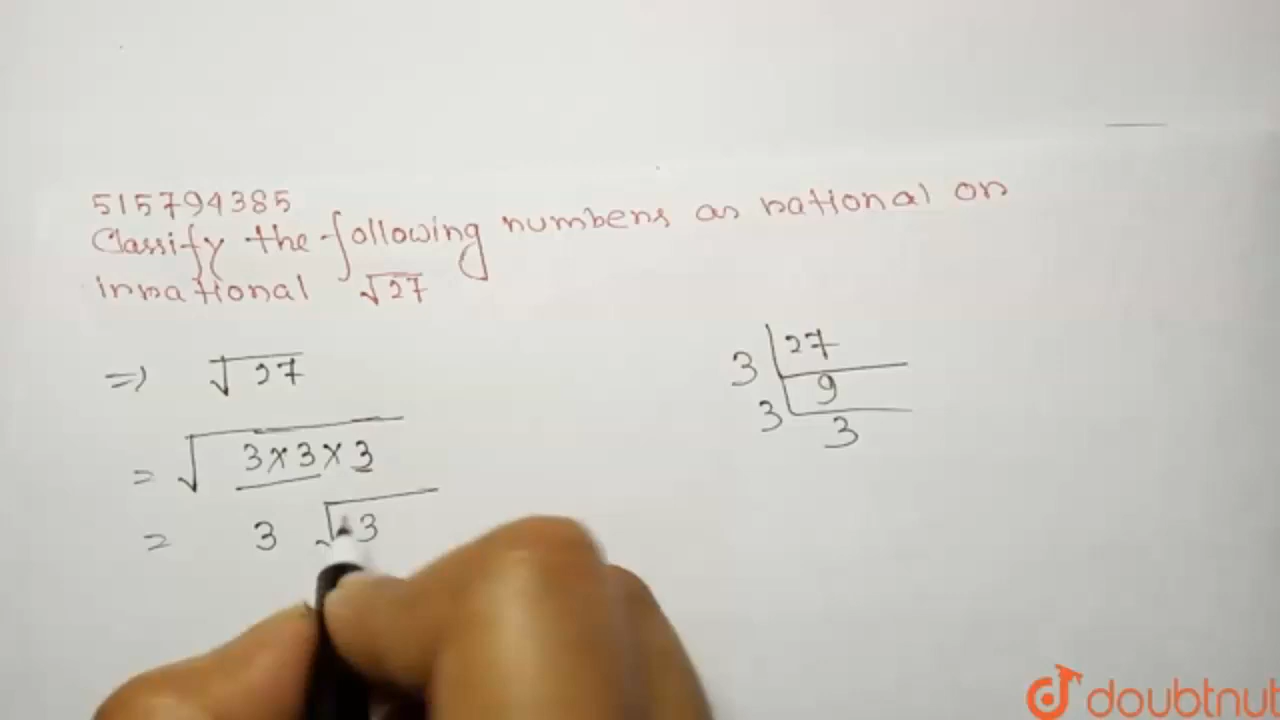 515794385
Classify the following numbers as rational or
irrational √27
=> √27
= √3×3×3
= 3 √3
3 | 27
3 | 9
3
doubtnut